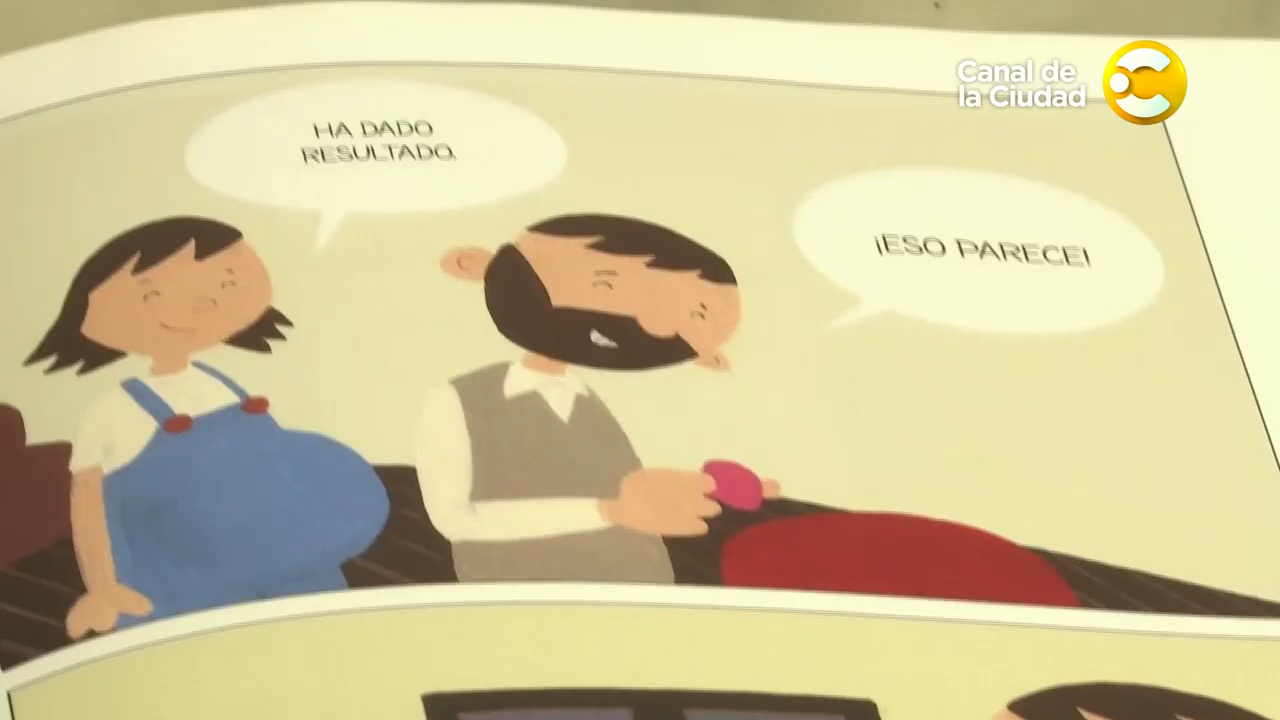 Canal de
la Ciudad
HA DADO
RESULTADO.
¡ESO PARECE!